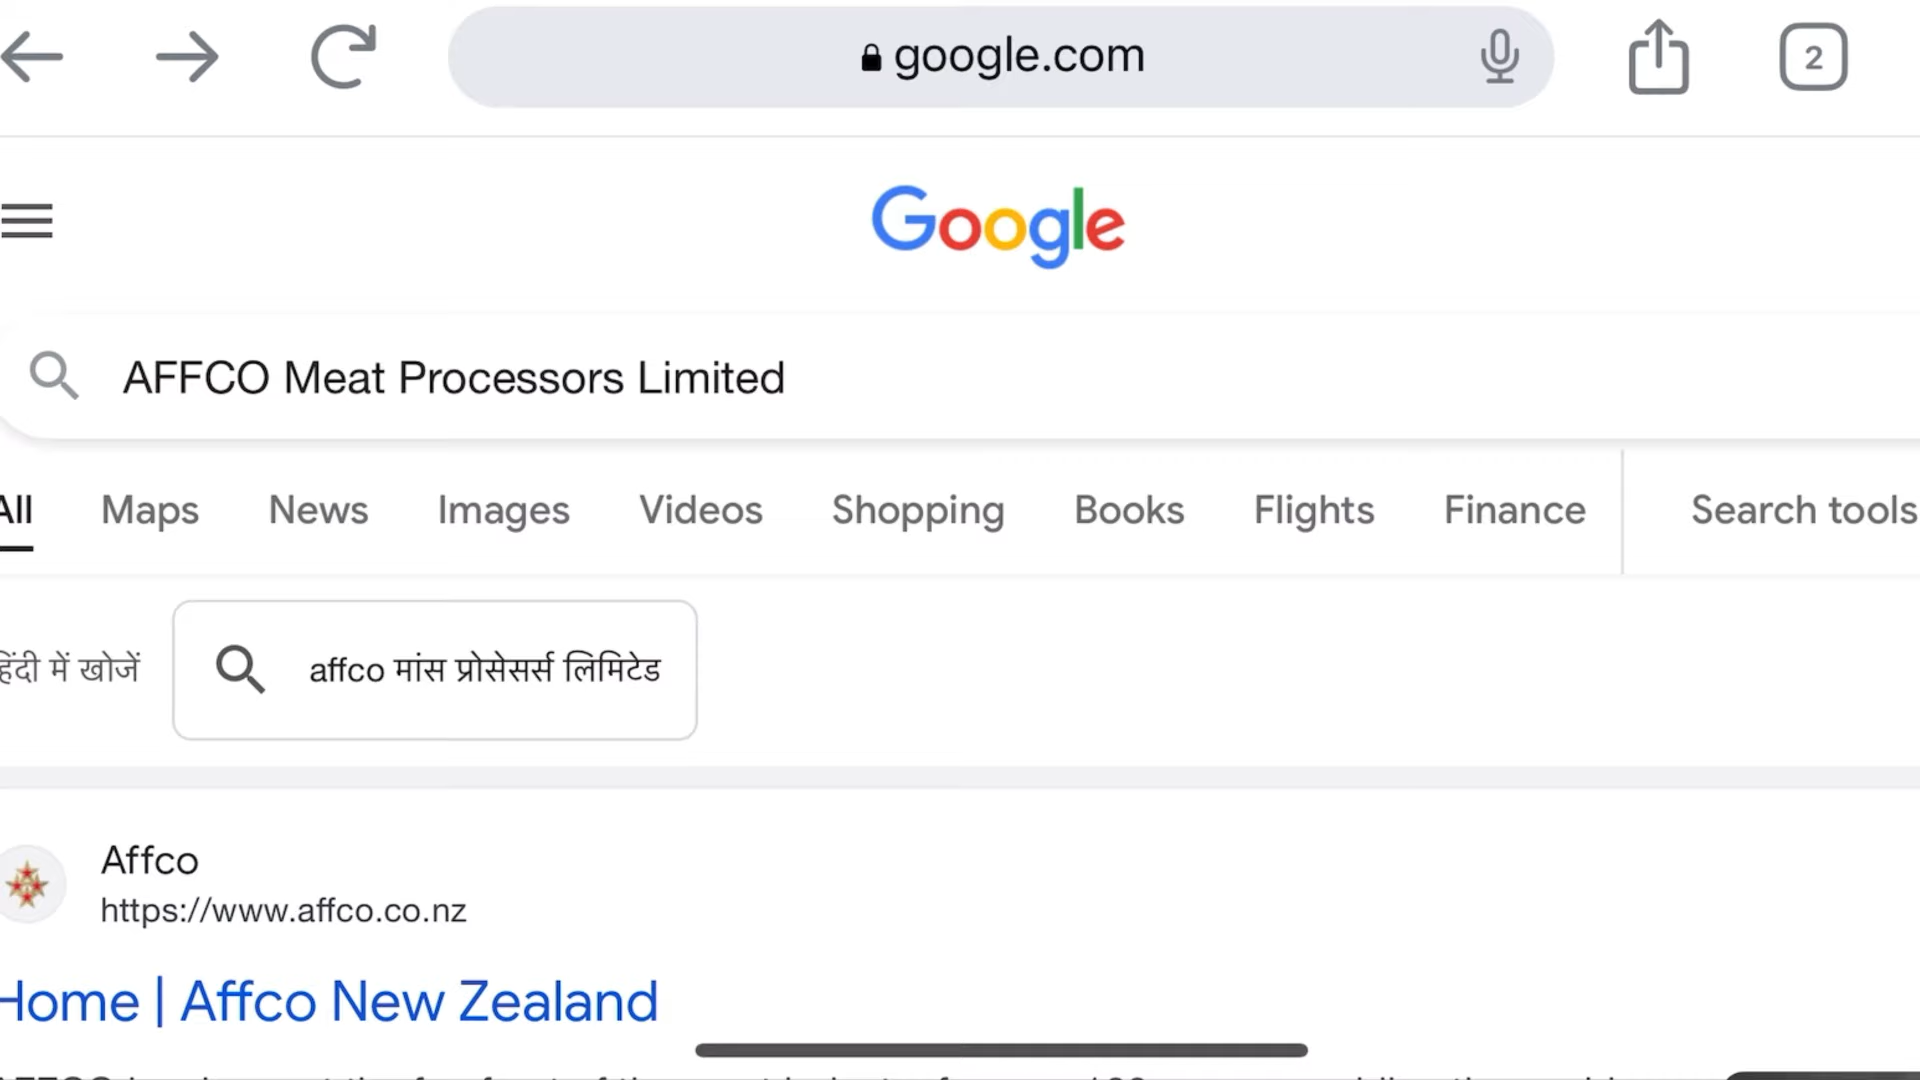 google.com
2
Google
AFFCO Meat Processors Limited
All Maps News Images Videos Shopping Books Flights Finance Search tools
हिंदी में खोजें affco मांस प्रोसेसर्स लिमिटेड
Affco
https://www.affco.co.nz
Home | Affco New Zealand